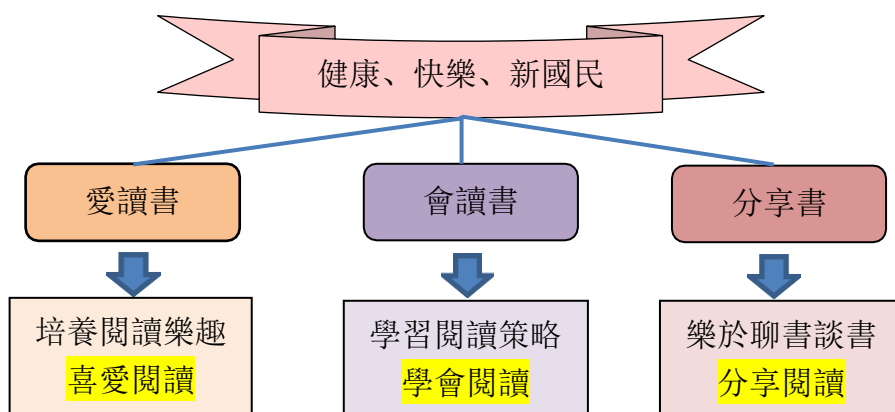 健康、快樂、新國民
愛讀書
會讀書
分享書
培養閱讀樂趣
喜愛閱讀
學習閱讀策略
學會閱讀
樂於聊書談書
分享閱讀